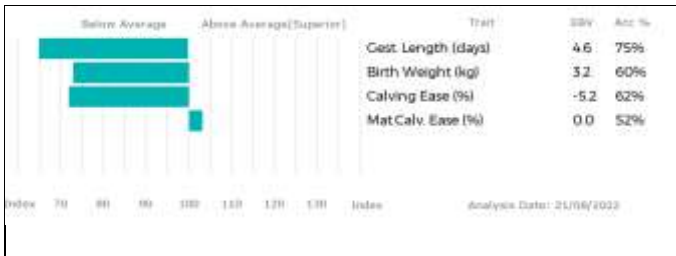 Below Average Above Average(Superior) Trait EBV Acc %
Gest. Length (days) 4.6 75%
Birth Weight (kg) 3.2 60%
Calving Ease (%) -5.2 62%
Mat.Calv. Ease (%) 0.0 52%
Index 70 80 90 100 110 120 130 Index Analysis Date: 21/08/2022